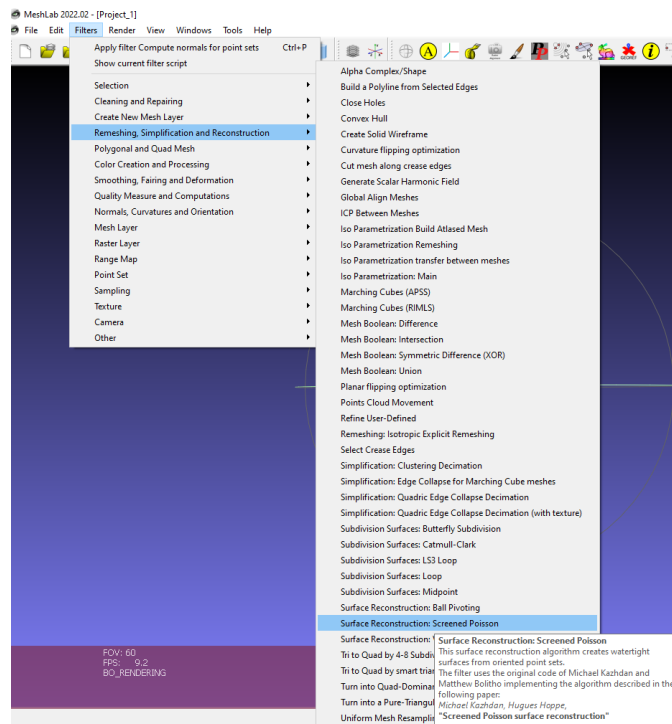 MeshLab 2022.02 - [Project_1]
File Edit Filters Render View Windows Tools Help
Apply filter Compute normals for point sets Ctrl+P
Show current filter script
Selection
Cleaning and Repairing
Create New Mesh Layer
Remeshing, Simplification and Reconstruction
Polygonal and Quad Mesh
Color Creation and Processing
Smoothing, Fairing and Deformation
Quality Measure and Computations
Normals, Curvatures and Orientation
Mesh Layer
Raster Layer
Range Map
Point Set
Sampling
Texture
Camera
Other
Alpha Complex/Shape
Build a Polyline from Selected Edges
Close Holes
Convex Hull
Create Solid Wireframe
Curvature flipping optimization
Cut mesh along crease edges
Generate Scalar Harmonic Field
Global Align Meshes
ICP Between Meshes
Iso Parametrization Build Atlased Mesh
Iso Parametrization Remeshing
Iso Parametrization transfer between meshes
Iso Parametrization: Main
Marching Cubes (APSS)
Marching Cubes (RIMLS)
Mesh Boolean: Difference
Mesh Boolean: Intersection
Mesh Boolean: Symmetric Difference (XOR)
Mesh Boolean: Union
Planar flipping optimization
Points Cloud Movement
Refine User-Defined
Remeshing: Isotropic Explicit Remeshing
Select Crease Edges
Simplification: Clustering Decimation
Simplification: Edge Collapse for Marching Cube meshes
Simplification: Quadric Edge Collapse Decimation
Simplification: Quadric Edge Collapse Decimation (with texture)
Subdivision Surfaces: Butterfly Subdivision
Subdivision Surfaces: Catmull-Clark
Subdivision Surfaces: LS3 Loop
Subdivision Surfaces: Loop
Subdivision Surfaces: Midpoint
Surface Reconstruction: Ball Pivoting
Surface Reconstruction: Screened Poisson
Surface Reconstruction:
Tri to Quad by 4-8
Tri to Quad by smart
Turn into
Turn into a
Uniform Mesh
Surface Reconstruction: Screened Poisson
This surface reconstruction algorithm creates watertight
surfaces from oriented point sets.
The filter uses the original code of Michael Kazhdan and
Matthew Bolitho implementing the algorithm described in the
following paper:
Michael Kazhdan, Hugues Hoppe,
"Screened Poisson surface reconstruction"
FOV: 60
FPS: 9.2
BO_RENDERING